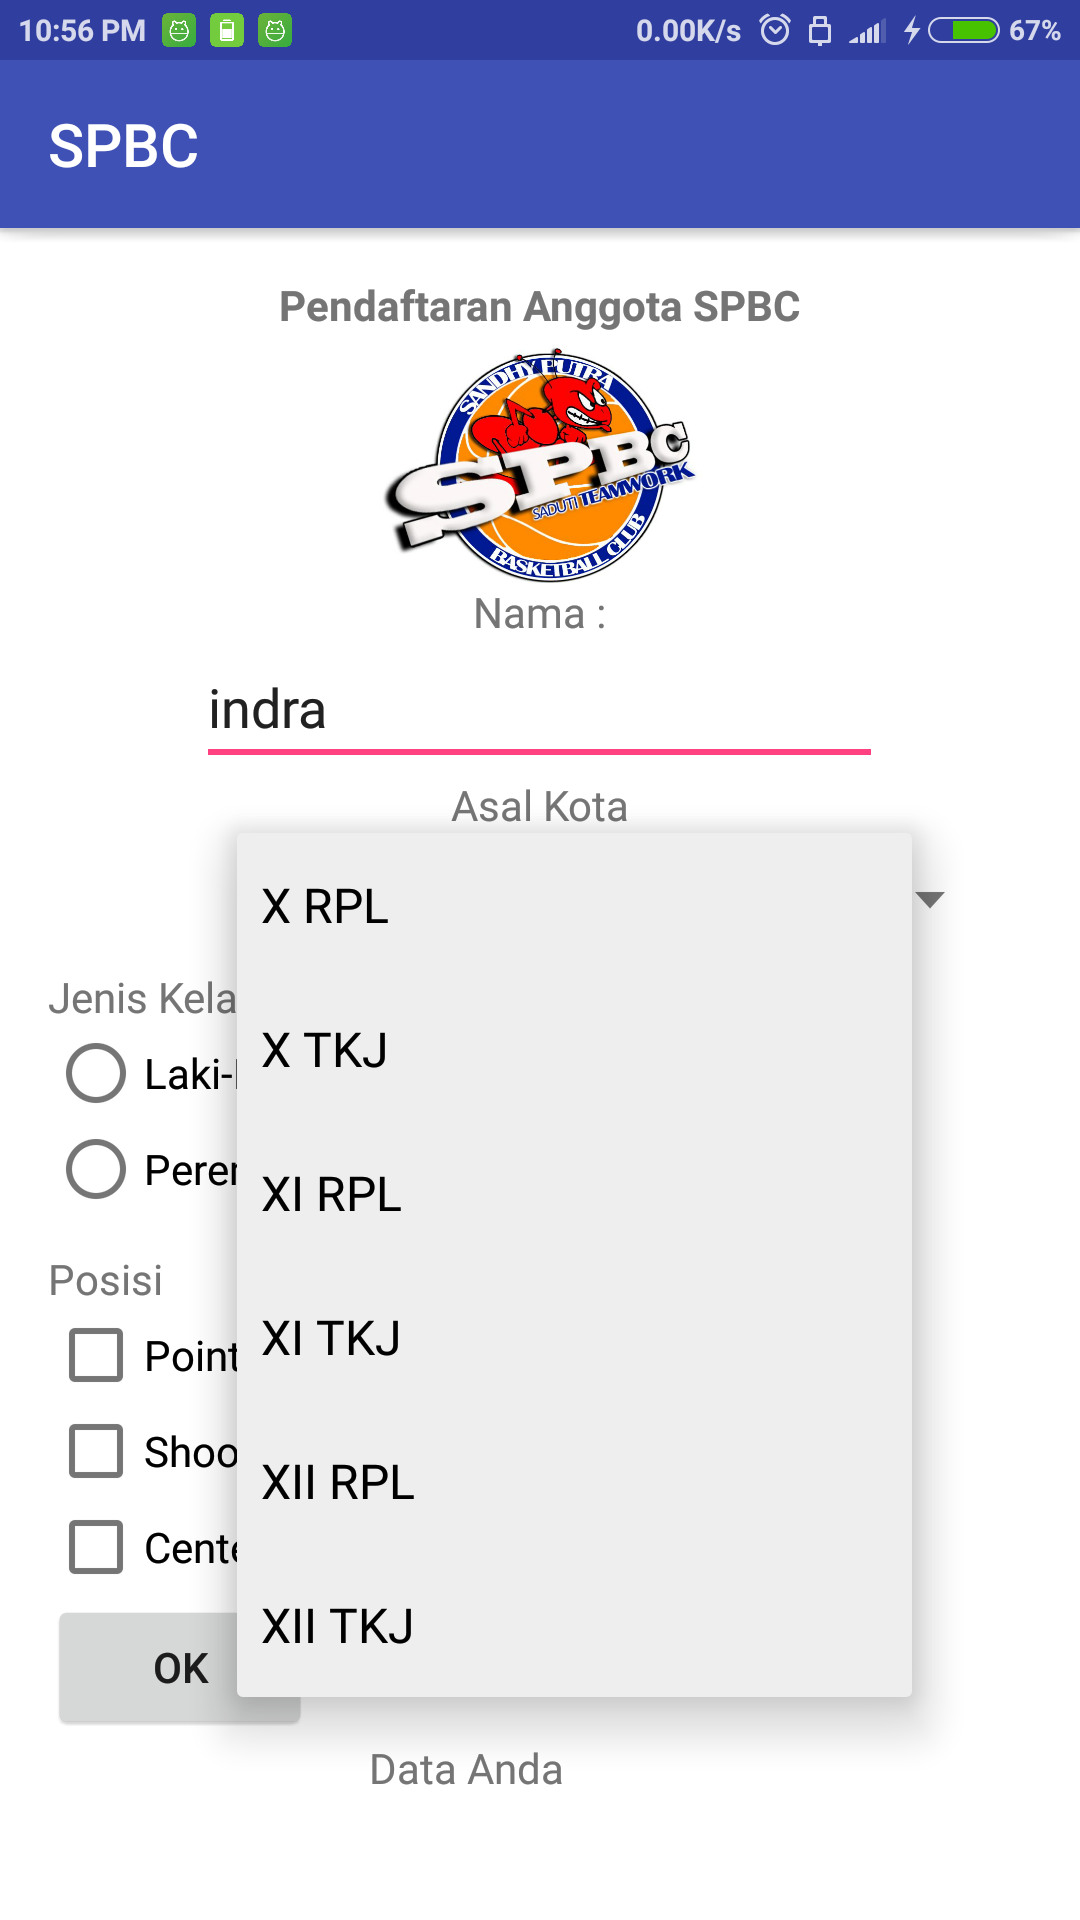 10:56 PM 0.00K/s 67%
SPBC
Pendaftaran Anggota SPBC
SANDHY PUTRA
SPBC
SADUTI TEAMWORK
BASKETBALL CLUB
Nama :
indra
Asal Kota
X RPL
Jenis Kela
X TKJ
Laki-
Perem
XI RPL
Posisi
XI TKJ
Point
Shoo
XII RPL
Cente
XII TKJ
OK
Data Anda